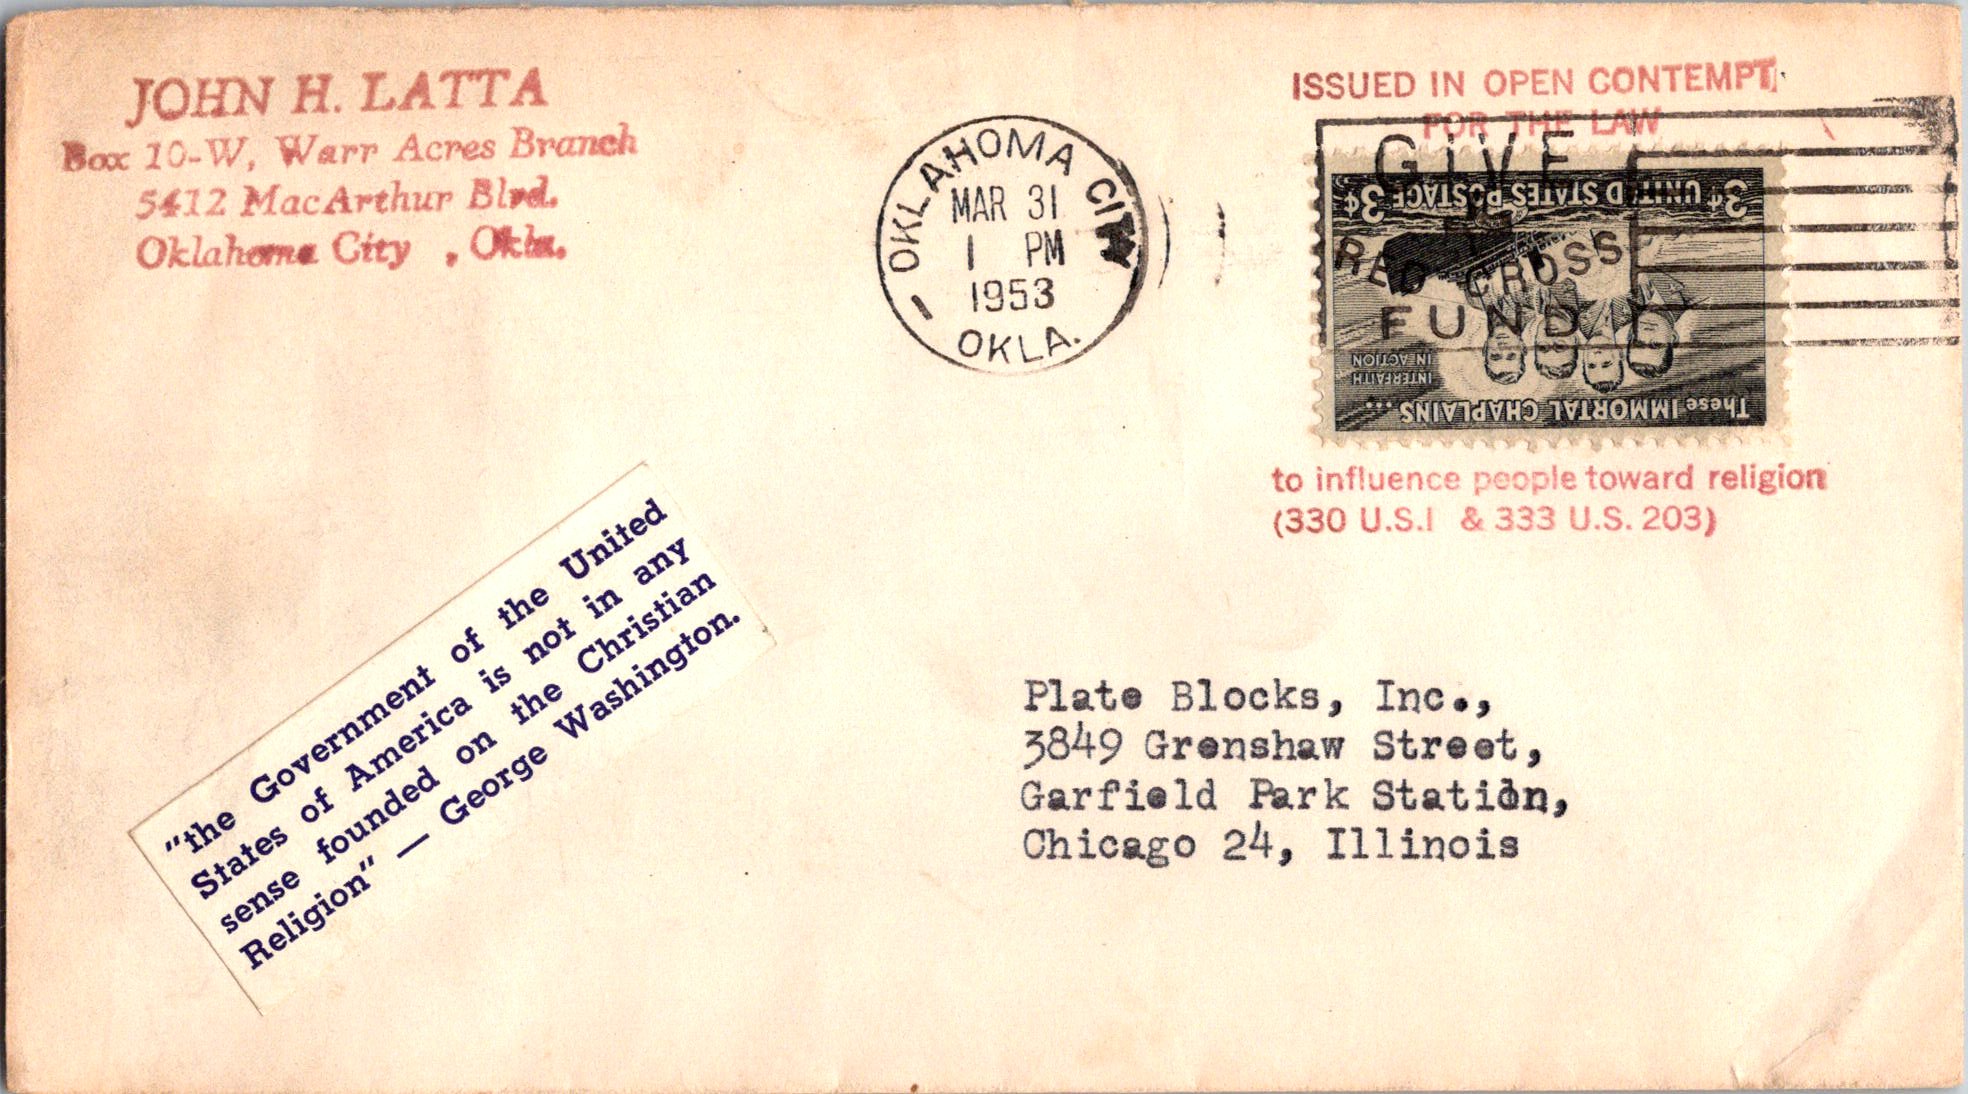 JOHN H. LATTA
Box 10-W, Warr Acres Branch
5412 MacArthur Blvd.
Oklahoma City , Okla.
OKLAHOMA CITY
MAR 31
1 PM
1953
OKLA.
ISSUED IN OPEN CONTEMPT
FOR THE LAW
GIVE
TO
RED CROSS
FUND
3¢ UNITED STATES POSTAGE 3¢
INTERFAITH
IN ACTION
These IMMORTAL CHAPLAINS...
to influence people toward religion
(330 U.S.I & 333 U.S. 203)
"the Government of the United
States of America is not in any
sense founded on the Christian
Religion" — George Washington.
Plate Blocks, Inc.,
3849 Grenshaw Street,
Garfield Park Station,
Chicago 24, Illinois